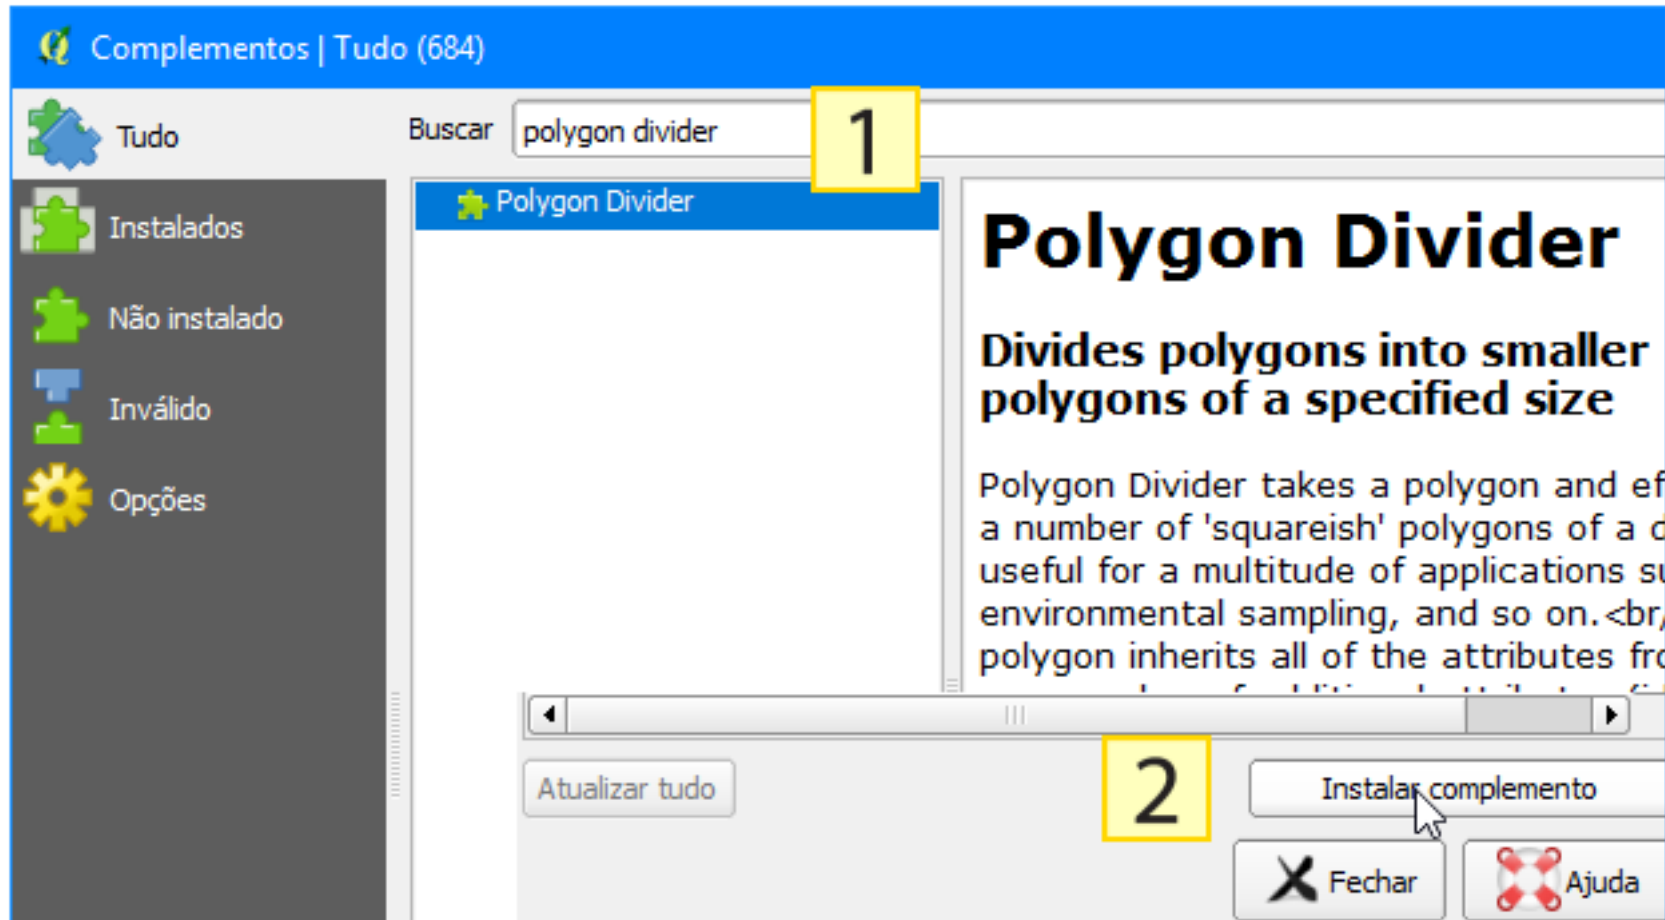 Complementos | Tudo (684)
Tudo
Buscar
polygon divider
1
Instalados
Não instalado
Inválido
Opções
Polygon Divider
Polygon Divider
Divides polygons into smaller
polygons of a specified size
Polygon Divider takes a polygon and ef
a number of 'squareish' polygons of a d
useful for a multitude of applications su
environmental sampling, and so on.<br/
polygon inherits all of the attributes fro
Atualizar tudo
2
Instalar complemento
Fechar
Ajuda